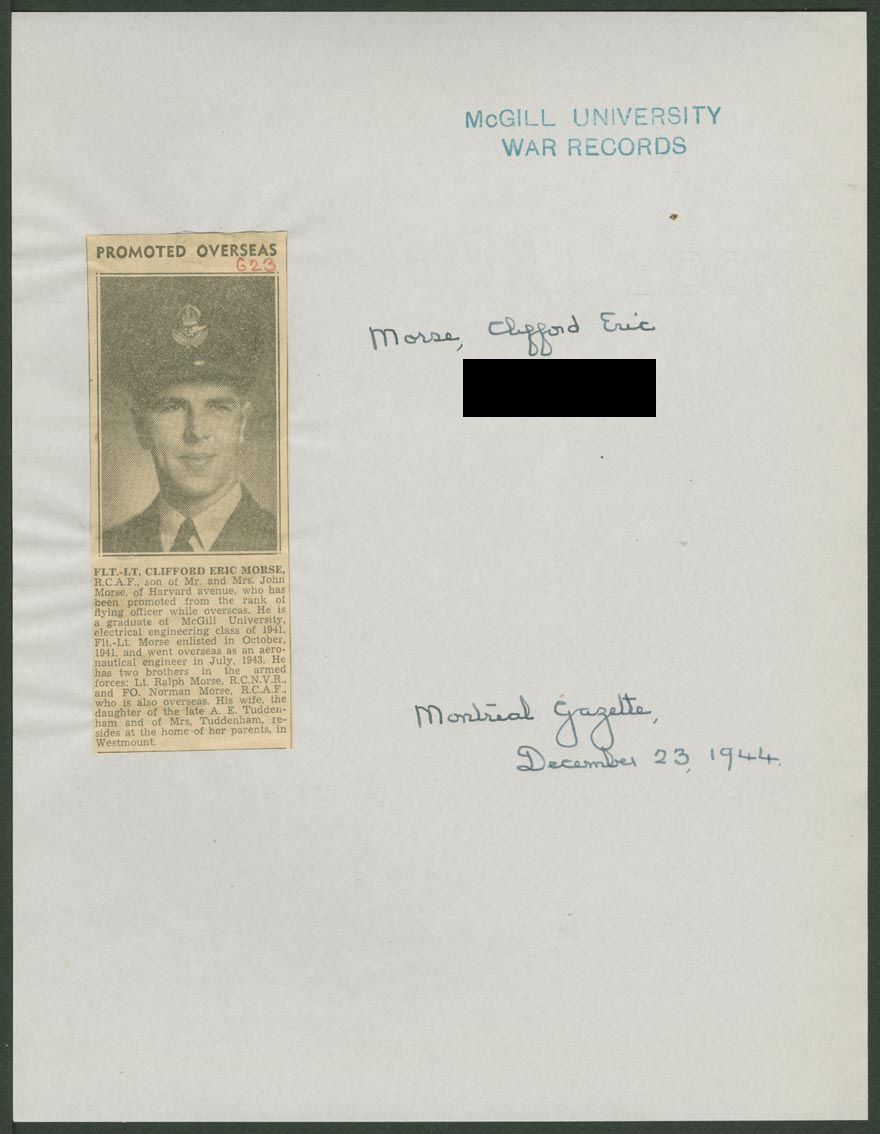 McGILL UNIVERSITY
WAR RECORDS
PROMOTED OVERSEAS
G23
Morse, Clifford Eric
FLT.-LT. CLIFFORD ERIC MORSE,
R.C.A.F., son of Mr. and Mrs. John
Morse, of Harvard avenue, who has
been promoted from the rank of
flying officer while overseas. He is
a graduate of McGill University,
electrical engineering class of 1941.
Flt.-Lt. Morse enlisted in October,
1941, and went overseas as an aero-
nautical engineer in July, 1943. He
has two brothers in the armed
forces: Lt. Ralph Morse, R.C.N.V.R.,
and FO. Norman Morse, R.C.A.F.,
who is also overseas. His wife, the
daughter of the late A. E. Tudden-
ham and of Mrs. Tuddenham, re-
sides at the home of her parents, in
Westmount.
Montreal Gazette,
December 23, 1944.